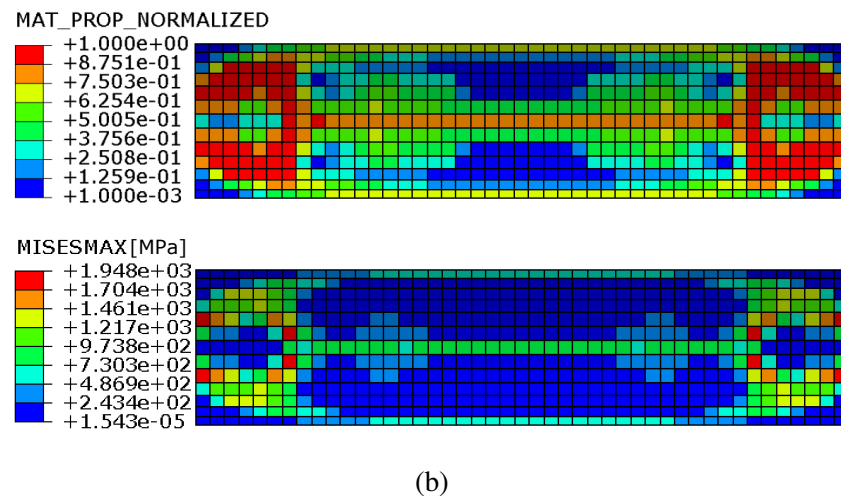 MAT_PROP_NORMALIZED
+1.000e+00
+8.751e-01
+7.503e-01
+6.254e-01
+5.005e-01
+3.756e-01
+2.508e-01
+1.259e-01
+1.000e-03
MISESMAX[MPa]
+1.948e+03
+1.704e+03
+1.461e+03
+1.217e+03
+9.738e+02
+7.303e+02
+4.869e+02
+2.434e+02
+1.543e-05
(b)